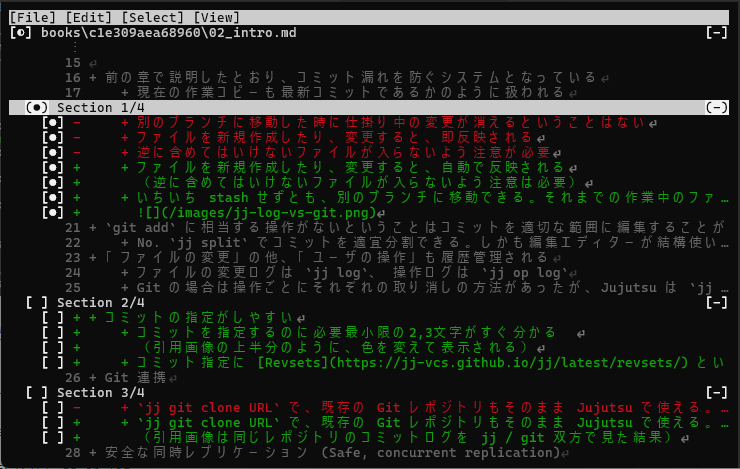 [File] [Edit] [Select] [View]
[◐] books\c1e309aea68960\02_intro.md [−]
⋮
15 ↵
16 + 前の章で説明したとおり、コミット漏れを防ぐシステムとなっている↵
17 + 現在の作業コピーも最新コミットであるかのように扱われる↵
(●) Section 1/4 (−)
[●] − + 別のブランチに移動した時に仕掛り中の変更が消えるということはない↵
[●] − + ファイルを新規作成したり、変更すると、即反映される↵
[●] − + 逆に含めてはいけないファイルが入らないよう注意が必要↵
[●] + + ファイルを新規作成したり、変更すると、自動で反映される↵
[●] + （逆に含めてはいけないファイルが入らないよう注意は必要）↵
[●] + + いちいち stash せずとも、別のブランチに移動できる。それまでの作業中のファ…
[●] + ![](/images/jj-log-vs-git.png)↵
21 + `git add` に相当する操作がないということはコミットを適切な範囲に編集することが
22 + No. `jj split` でコミットを適宜分割できる。しかも編集エディターが結構使い…
23 + 「ファイルの変更」の他、「ユーザの操作」も履歴管理される↵
24 + ファイルの変更ログは `jj log`、 操作ログは `jj op log`↵
25 + Git の場合は操作ごとにそれぞれの取り消しの方法があったが、Jujutsu は `jj …
[ ] Section 2/4 [−]
[ ] + + コミットの指定がしやすい↵
[ ] + + コミットを指定するのに必要最小限の2,3文字がすぐ分かる ↵
[ ] + （引用画像の上半分のように、色を変えて表示される）↵
[ ] + + コミット指定に [Revsets](https://jj-vcs.github.io/jj/latest/revsets/) とい
26 + Git 連携↵
[ ] Section 3/4 [−]
[ ] − + `jj git clone URL` で、既存の Git レポジトリもそのまま Jujutsu で使える。…
[ ] + + `jj git clone URL` で、既存の Git レポジトリもそのまま Jujutsu で使える。…
[ ] + （引用画像は同じレポジトリのコミットログを jj / git 双方で見た結果）↵
28 + 安全な同時レプリケーション (Safe, concurrent replication)↵